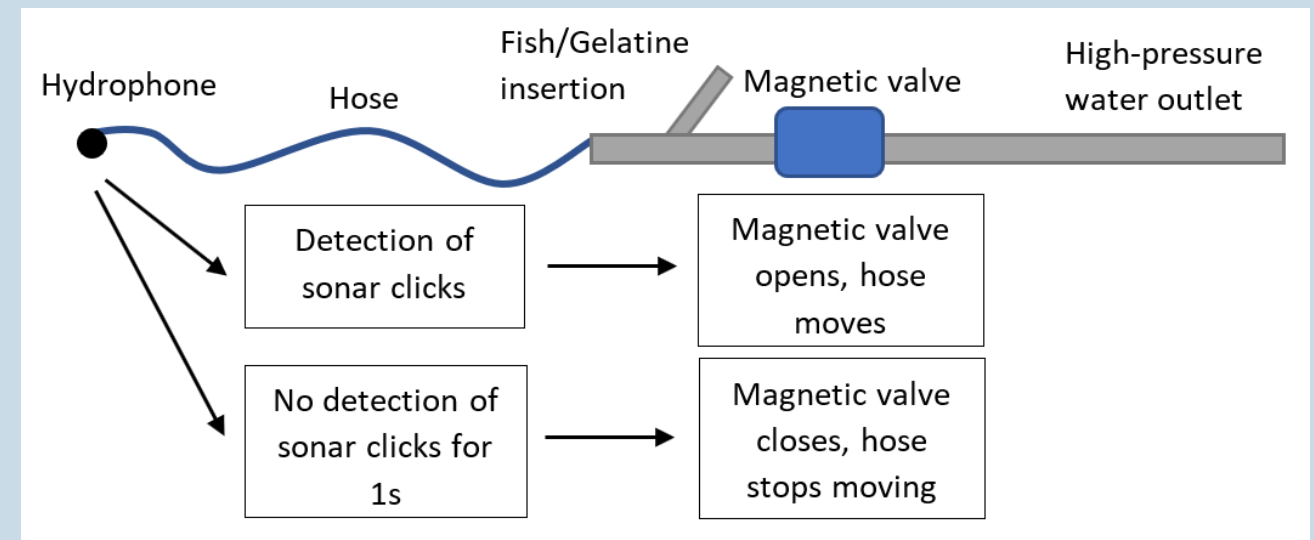 Hydrophone
Hose
Fish/Gelatine
insertion
Magnetic valve
High-pressure
water outlet
Detection of
sonar clicks
Magnetic valve
opens, hose
moves
No detection of
sonar clicks for
1s
Magnetic valve
closes, hose
stops moving